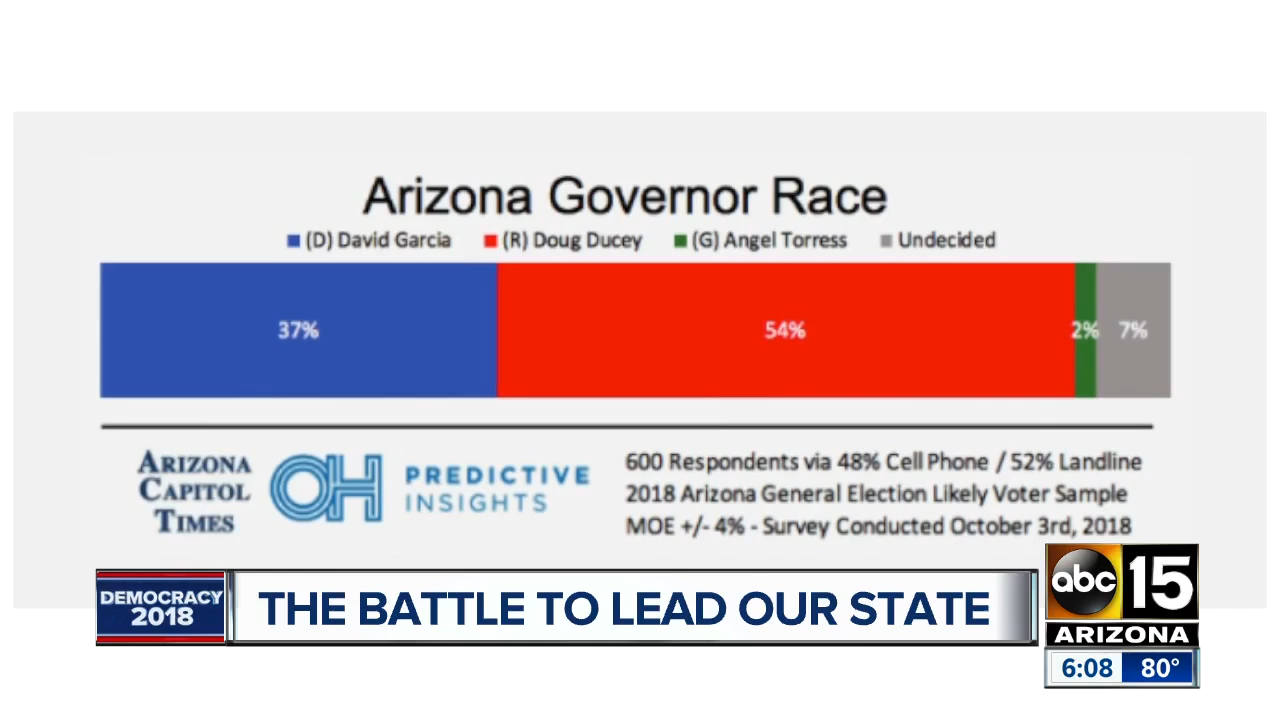 Arizona Governor Race
(D) David Garcia (R) Doug Ducey (G) Angel Torress Undecided
37% 54% 2% 7%
ARIZONA
CAPITOL
TIMES
OH PREDICTIVE
INSIGHTS
600 Respondents via 48% Cell Phone / 52% Landline
2018 Arizona General Election Likely Voter Sample
MOE +/- 4% - Survey Conducted October 3rd, 2018
DEMOCRACY
2018
THE BATTLE TO LEAD OUR STATE
abc 15
ARIZONA
6:08 80°